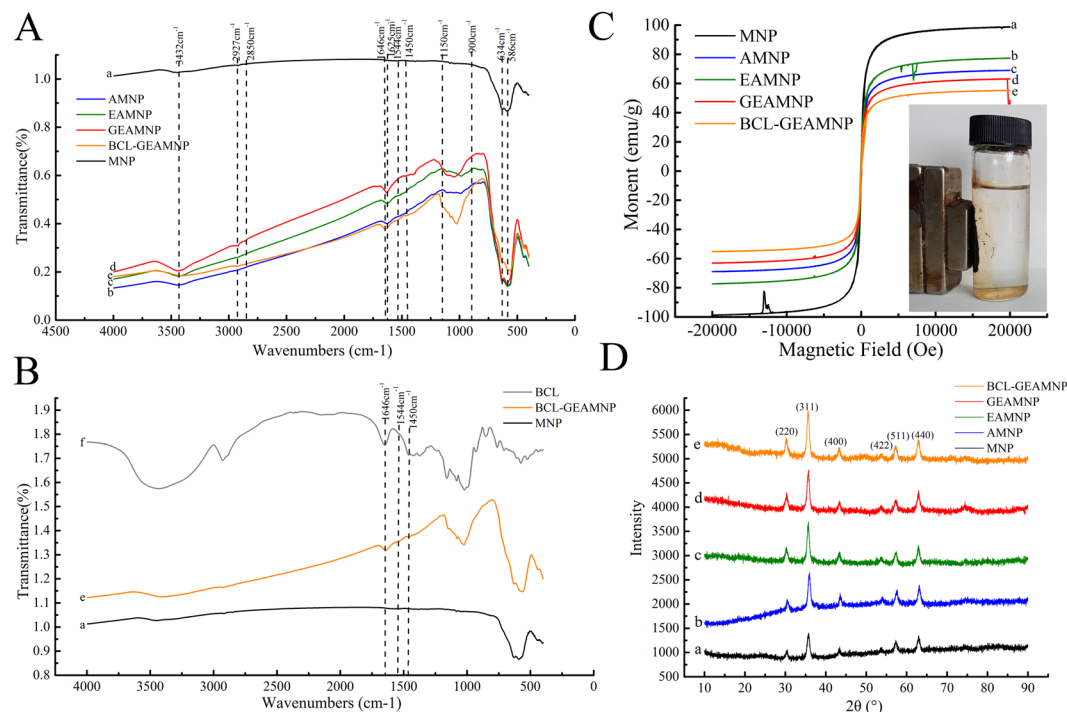 A
3432cm-1
2927cm-1
2850cm-1
1646cm-1
1625cm-1
1544cm-1
1450cm-1
1150cm-1
900cm-1
634cm-1
586cm-1
Transmittance(%)
1.0
0.8
0.6
0.4
0.2
0.0
a
AMNP
EAMNP
GEAMNP
BCL-GEAMNP
MNP
d
e
c
b
4500 4000 3500 3000 2500 2000 1500 1000 500 0
Wavenumbers (cm-1)
C
Moment (emu/g)
100
80
60
40
20
0
-20
-40
-60
-80
-100
MNP
AMNP
EAMNP
GEAMNP
BCL-GEAMNP
a
b
c
d
e
-20000 -10000 0 10000 20000
Magnetic Field (Oe)
B
1646cm-1
1544cm-1
1450cm-1
BCL
BCL-GEAMNP
MNP
Transmittance(%)
1.9
1.8
1.7
1.6
1.5
1.4
1.3
1.2
1.1
1.0
0.9
0.8
f
e
a
4000 3500 3000 2500 2000 1500 1000 500 0
Wavenumbers (cm-1)
D
BCL-GEAMNP
GEAMNP
EAMNP
AMNP
MNP
Intensity
6000
5500
5000
4500
4000
3500
3000
2500
2000
1500
1000
500
(220)
(311)
(400)
(422)
(511)
(440)
e
d
c
b
a
10 20 30 40 50 60 70 80 90
2θ (°)